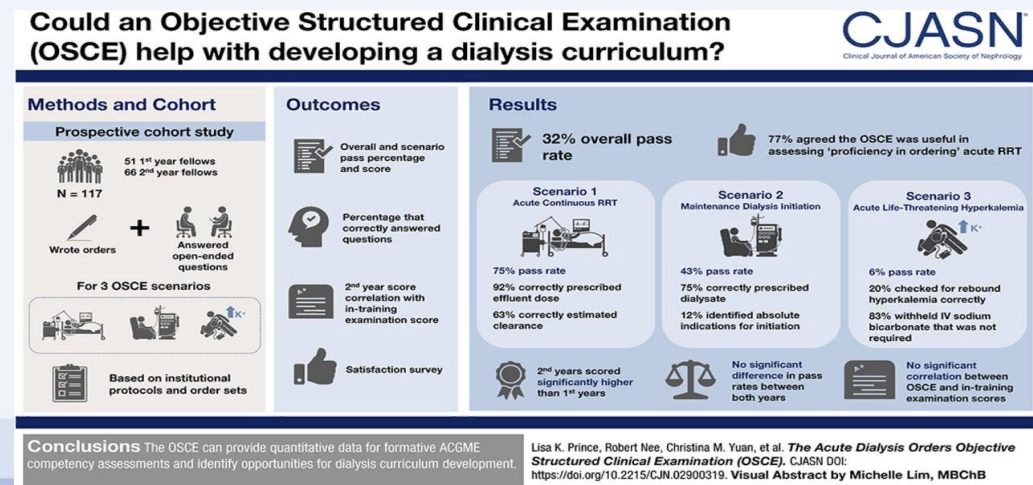 Could an Objective Structured Clinical Examination
(OSCE) help with developing a dialysis curriculum?
CJASN
Clinical Journal of American Society of Nephrology
Methods and Cohort
Prospective cohort study
51 1st year fellows
66 2nd year fellows
N = 117
+
Wrote orders
Answered
open-ended
questions
For 3 OSCE scenarios
K+
Based on institutional
protocols and order sets
Outcomes
Overall and scenario
pass percentage
and score
Percentage that
correctly answered
questions
2nd year score
correlation with
in-training
examination score
Satisfaction survey
Results
32% overall pass
rate
77% agreed the OSCE was useful in
assessing ‘proficiency in ordering’ acute RRT
Scenario 1
Acute Continuous RRT
75% pass rate
92% correctly prescribed
effluent dose
63% correctly estimated
clearance
Scenario 2
Maintenance Dialysis Initiation
43% pass rate
75% correctly prescribed
dialysate
12% identified absolute
indications for initiation
Scenario 3
Acute Life-Threatening Hyperkalemia
K+
6% pass rate
20% checked for rebound
hyperkalemia correctly
83% withheld IV sodium
bicarbonate that was not
required
2nd years scored
significantly higher
than 1st years
No significant
difference in pass
rates between
both years
No significant
correlation between
OSCE and in-training
examination scores
Conclusions The OSCE can provide quantitative data for formative ACGME
competency assessments and identify opportunities for dialysis curriculum development.
Lisa K. Prince, Robert Nee, Christina M. Yuan, et al. The Acute Dialysis Orders Objective
Structured Clinical Examination (OSCE). CJASN DOI:
https://doi.org/10.2215/CJN.02900319. Visual Abstract by Michelle Lim, MBChB